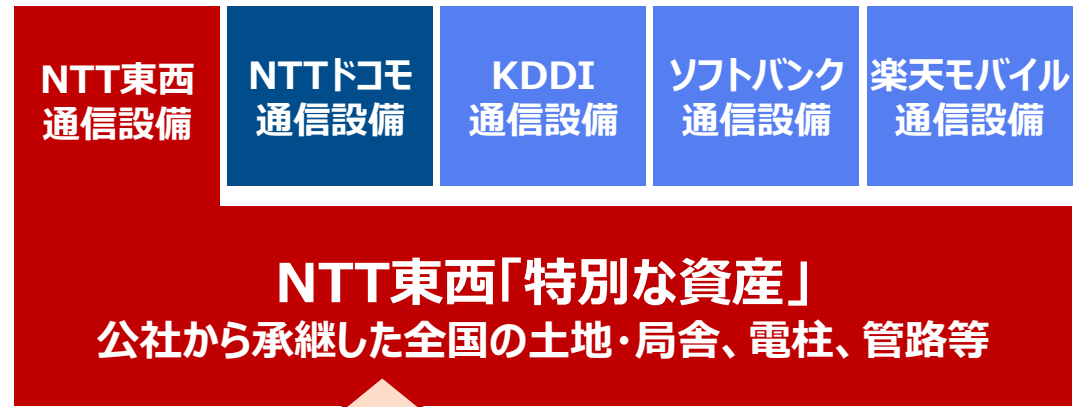 NTT東西
通信設備
NTTドコモ
通信設備
KDDI
通信設備
ソフトバンク
通信設備
楽天モバイル
通信設備
NTT東西「特別な資産」
公社から承継した全国の土地・局舎、電柱、管路等